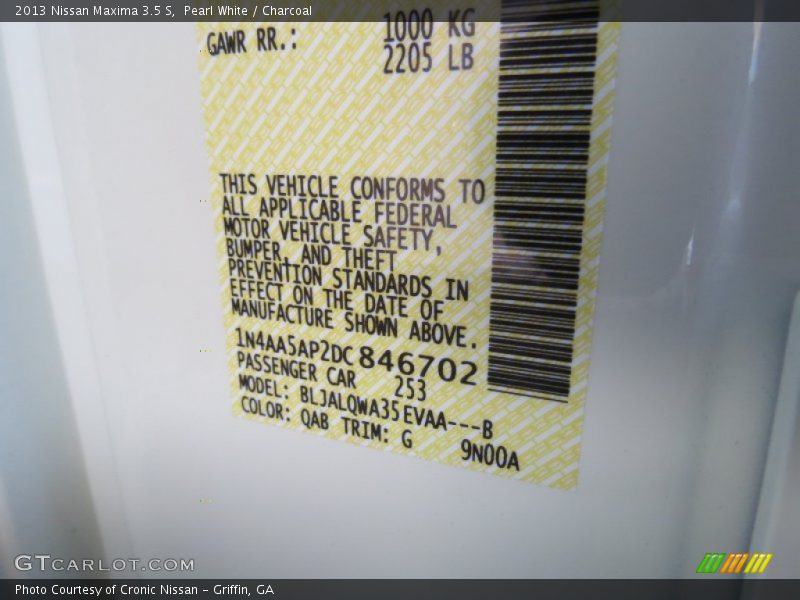 2013 Nissan Maxima 3.5 S,  Pearl White / Charcoal
GAWR RR.: 1000 KG
2205 LB
THIS VEHICLE CONFORMS TO
ALL APPLICABLE FEDERAL
MOTOR VEHICLE SAFETY,
BUMPER, AND THEFT
PREVENTION STANDARDS IN
EFFECT ON THE DATE OF
MANUFACTURE SHOWN ABOVE.
1N4AA5AP2DC846702
PASSENGER CAR 253
MODEL: BLJALQWA35EVAA---B
COLOR: QAB TRIM: G 9N00A
GTCARLOT.COM
Photo Courtesy of Cronic Nissan – Griffin, GA